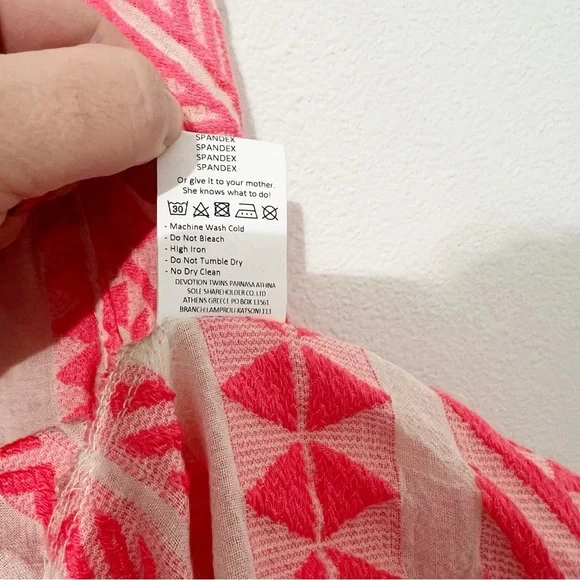 SPANDEX
SPANDEX
SPANDEX
SPANDEX
Or give it to your mother.
She knows what to do!
30
- Machine Wash Cold
- Do Not Bleach
- High Iron
- Do Not Tumble Dry
- No Dry Clean
DEVOTION TWINS PARNASA ATHINA
SOLE SHAREHOLDER CO. LTD
ATHENS GREECE PO BOX 13561
BRANCH:LAMPROU KATSONI 113